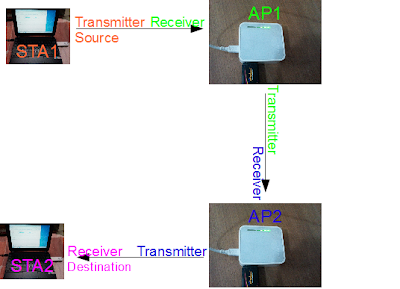 AP1
Transmitter Receiver
Source
STA1
Transmitter
Receiver
AP2
Receiver Transmitter
Destination
STA2